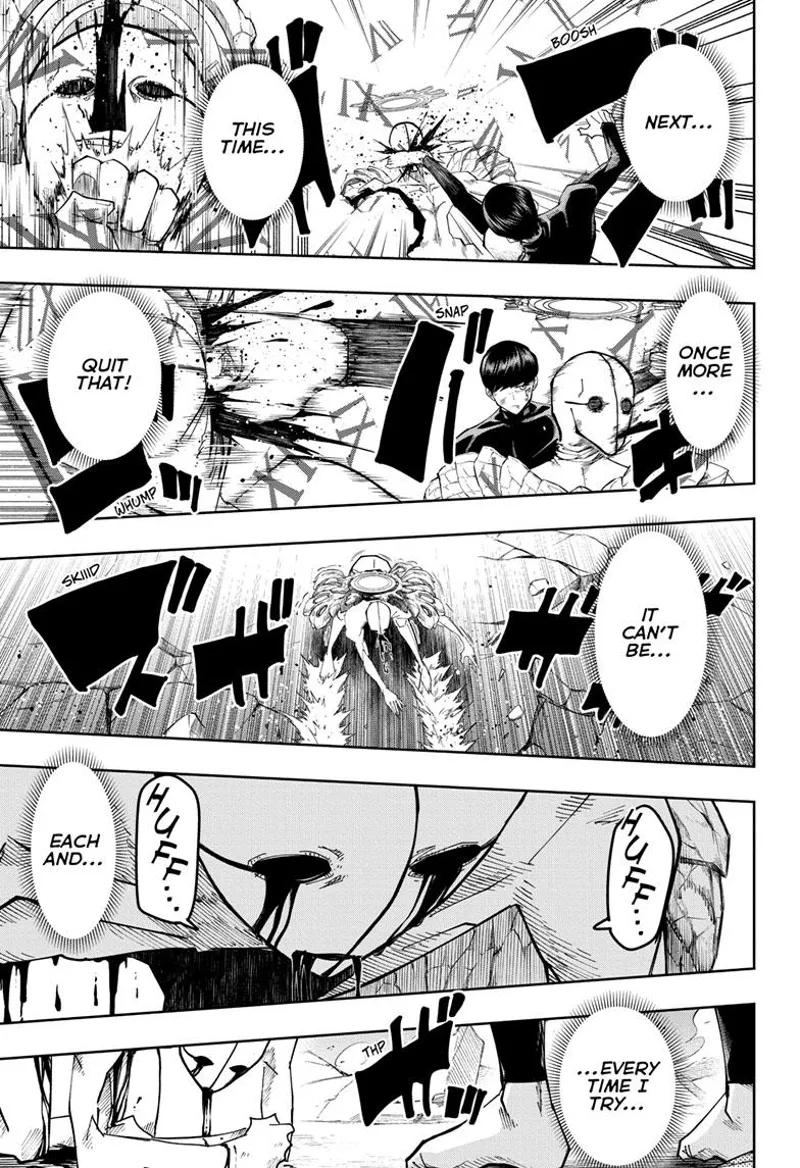 BOOSH
NEXT...
THIS
TIME...
ONCE
MORE
...
SNAP
QUIT
THAT!
WHUMP
IT
CAN'T
BE...
SKIIID
HUFF...
HUFF...
EACH
AND...
...EVERY
TIME I
TRY...
THP